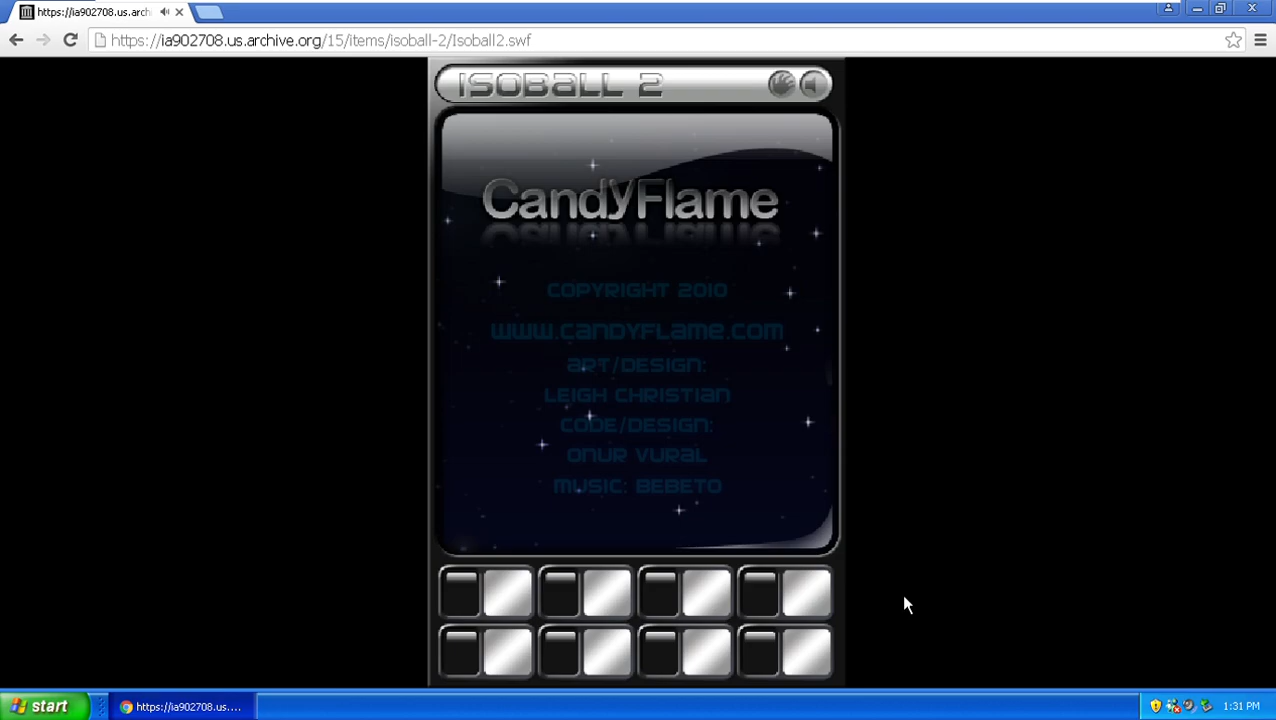 https://ia902708.us.archi
https://ia902708.us.archive.org/15/items/isoball-2/Isoball2.swf
ISOBALL 2
CandyFlame
COPYRIGHT 2010
WWW.CANDYFLAME.COM
ART/DESIGN:
LEIGH CHRISTIAN
CODE/DESIGN:
ONUR VURAL
MUSIC: BEBETO
start
https://ia902708.us....
1:31 PM